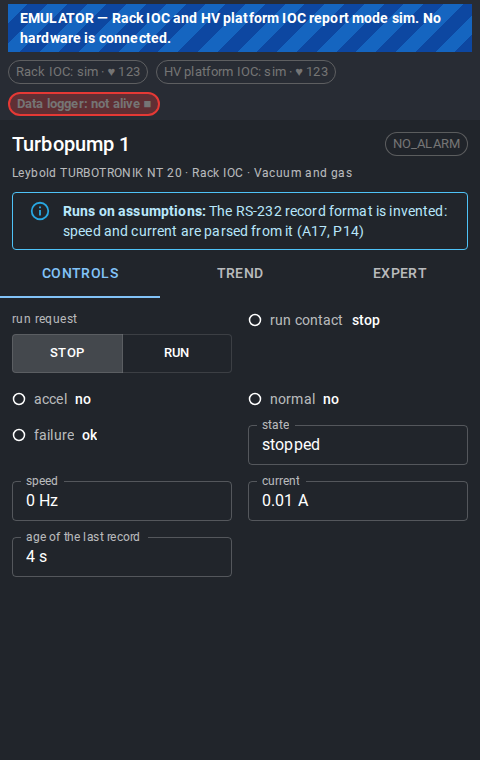 EMULATOR — Rack IOC and HV platform IOC report mode sim. No
hardware is connected.
Rack IOC: sim · ♥ 123
HV platform IOC: sim · ♥ 123
Data logger: not alive ■
Turbopump 1
NO_ALARM
Leybold TURBOTRONIK NT 20 · Rack IOC · Vacuum and gas
Runs on assumptions: The RS-232 record format is invented:
speed and current are parsed from it (A17, P14)
CONTROLS
TREND
EXPERT
run request
STOP
RUN
run contact stop
accel no
normal no
failure ok
state
stopped
speed
0 Hz
current
0.01 A
age of the last record
4 s